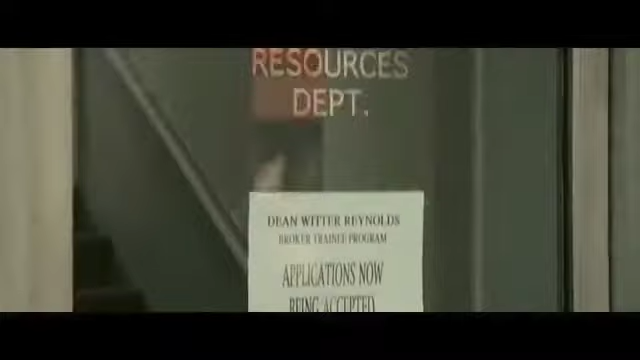 RESOURCES
DEPT.
DEAN WITTER REYNOLDS
BROKER TRAINEE PROGRAM
APPLICATIONS NOW
BEING ACCEPTED